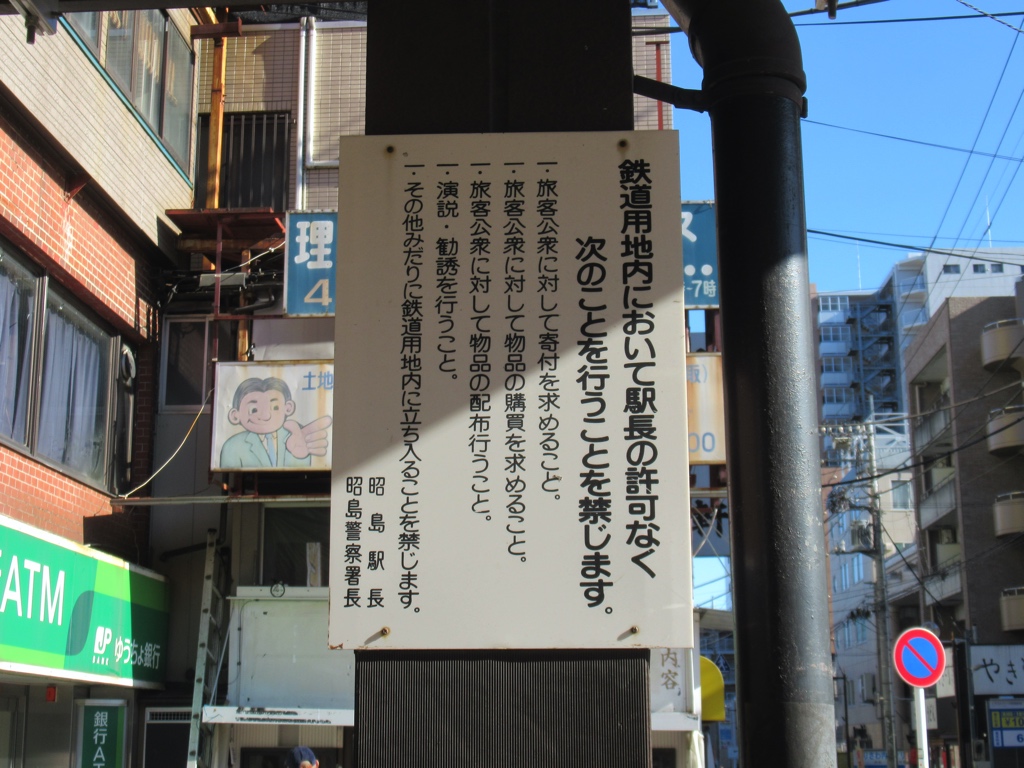 鉄道用地内において駅長の許可なく
次のことを行うことを禁じます。
一・旅客公衆に対して寄付を求めること。
一・旅客公衆に対して物品の購買を求めること。
一・旅客公衆に対して物品の配布行うこと。
一・演説・勧誘を行うこと。
一・その他みだりに鉄道用地内に立ち入ることを禁じます。
昭島駅長
昭島警察署長
理
4
ス
-7時
土地
00
ATM
ゆうちょ銀行
銀行AT
内容
やき